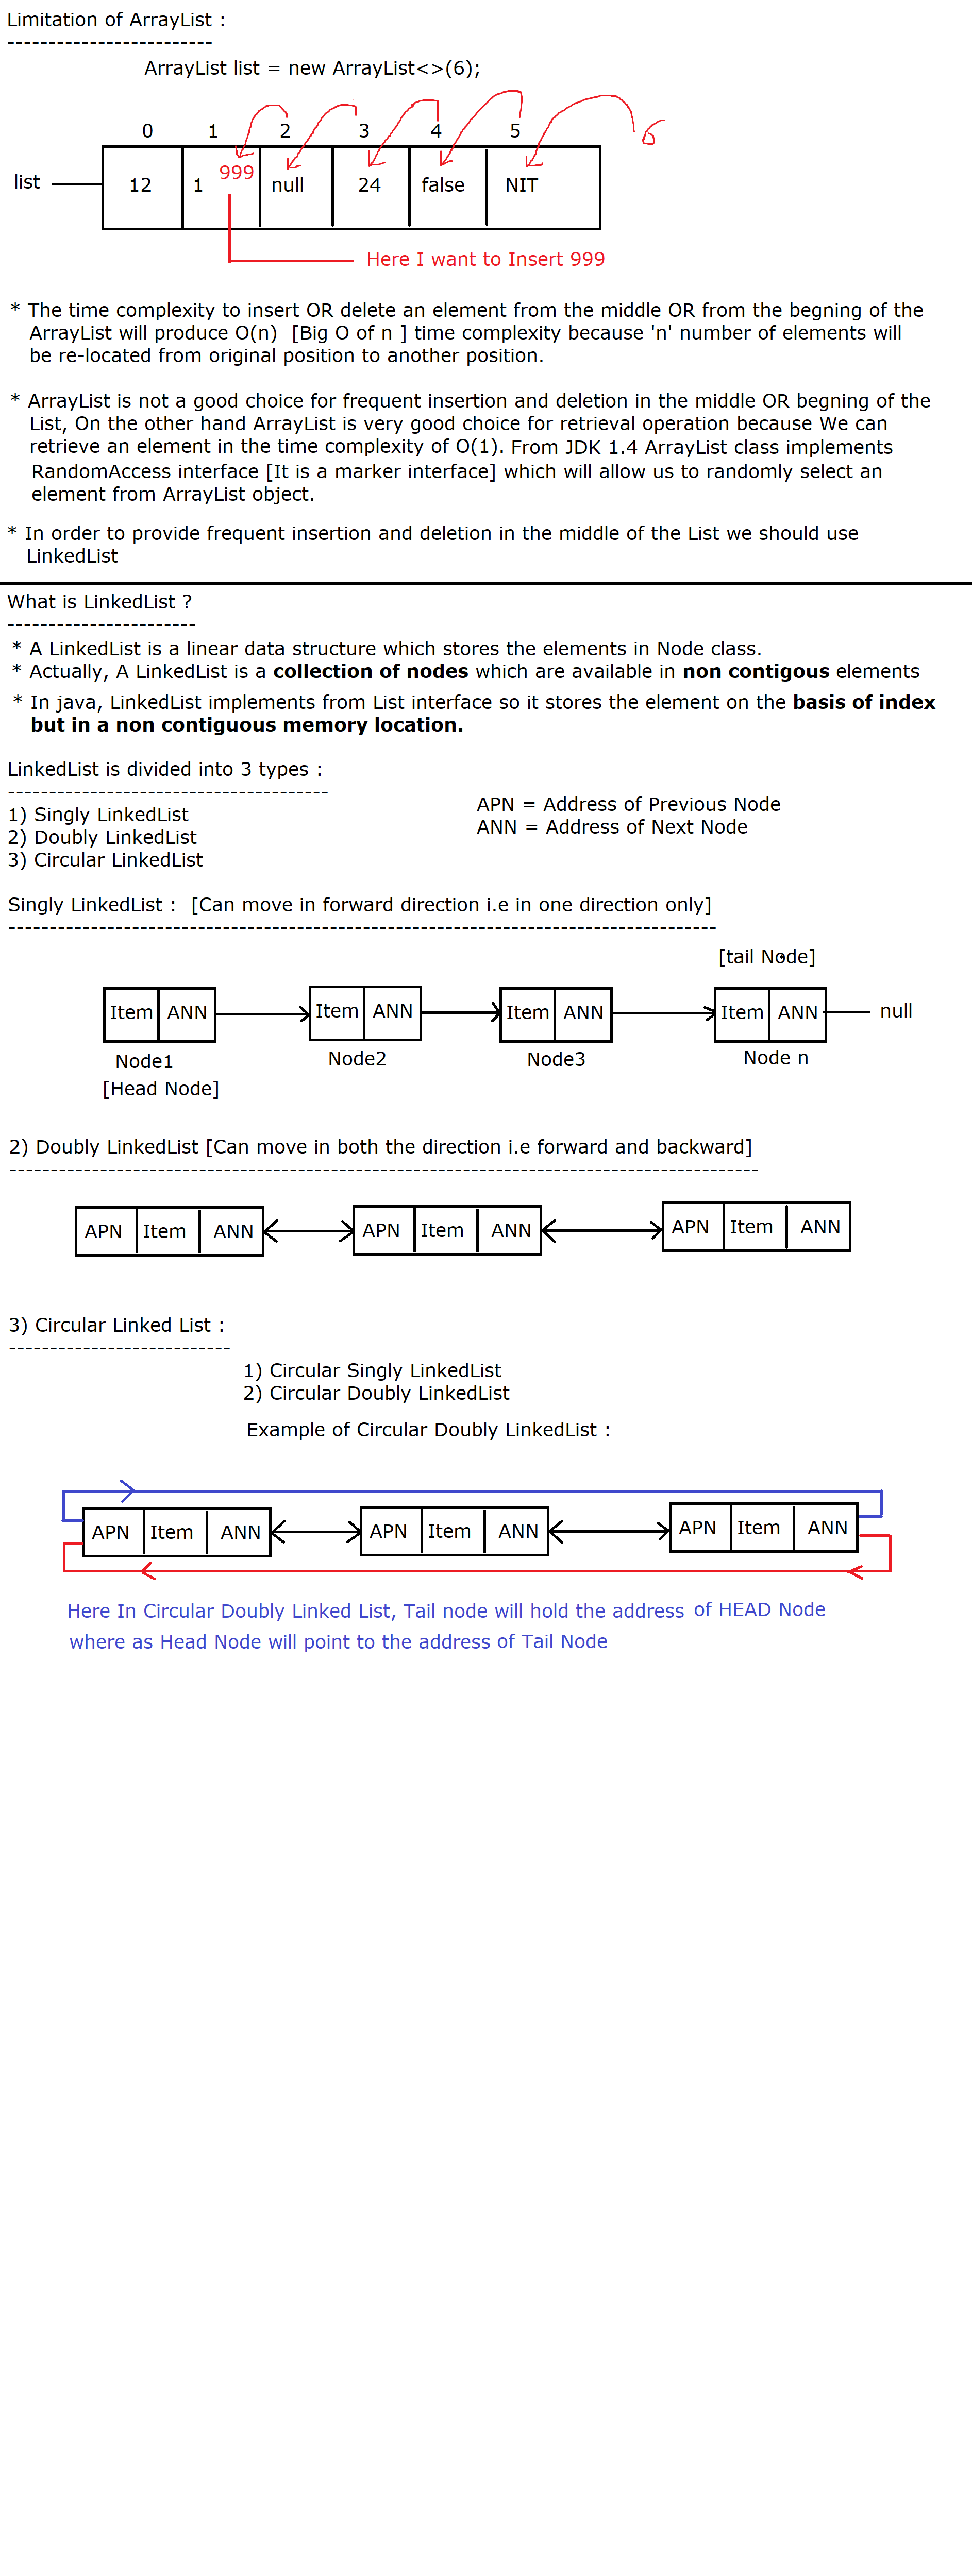 Limitation of ArrayList :
-------------------------
ArrayList list = new ArrayList<>(6);
0 1 2 3 4 5 6
list 12 1 999 null 24 false NIT
Here I want to Insert 999
* The time complexity to insert OR delete an element from the middle OR from the begning of the
ArrayList will produce O(n) [Big O of n ] time complexity because 'n' number of elements will
be re-located from original position to another position.
* ArrayList is not a good choice for frequent insertion and deletion in the middle OR begning of the
List, On the other hand ArrayList is very good choice for retrieval operation because We can
retrieve an element in the time complexity of O(1). From JDK 1.4 ArrayList class implements
RandomAccess interface [It is a marker interface] which will allow us to randomly select an
element from ArrayList object.
* In order to provide frequent insertion and deletion in the middle of the List we should use
LinkedList
What is LinkedList ?
-----------------------
* A LinkedList is a linear data structure which stores the elements in Node class.
* Actually, A LinkedList is a collection of nodes which are available in non contigous elements
* In java, LinkedList implements from List interface so it stores the element on the basis of index
but in a non contiguous memory location.
LinkedList is divided into 3 types :
---------------------------------------
1) Singly LinkedList
2) Doubly LinkedList
3) Circular LinkedList
APN = Address of Previous Node
ANN = Address of Next Node
Singly LinkedList : [Can move in forward direction i.e in one direction only]
--------------------------------------------------------------------------------------
[tail Node]
Item ANN Item ANN Item ANN Item ANN null
Node1 Node2 Node3 Node n
[Head Node]
2) Doubly LinkedList [Can move in both the direction i.e forward and backward]
-------------------------------------------------------------------------------------------
APN Item ANN APN Item ANN APN Item ANN
3) Circular Linked List :
---------------------------
1) Circular Singly LinkedList
2) Circular Doubly LinkedList
Example of Circular Doubly LinkedList :
APN Item ANN APN Item ANN APN Item ANN
Here In Circular Doubly Linked List, Tail node will hold the address of HEAD Node
where as Head Node will point to the address of Tail Node